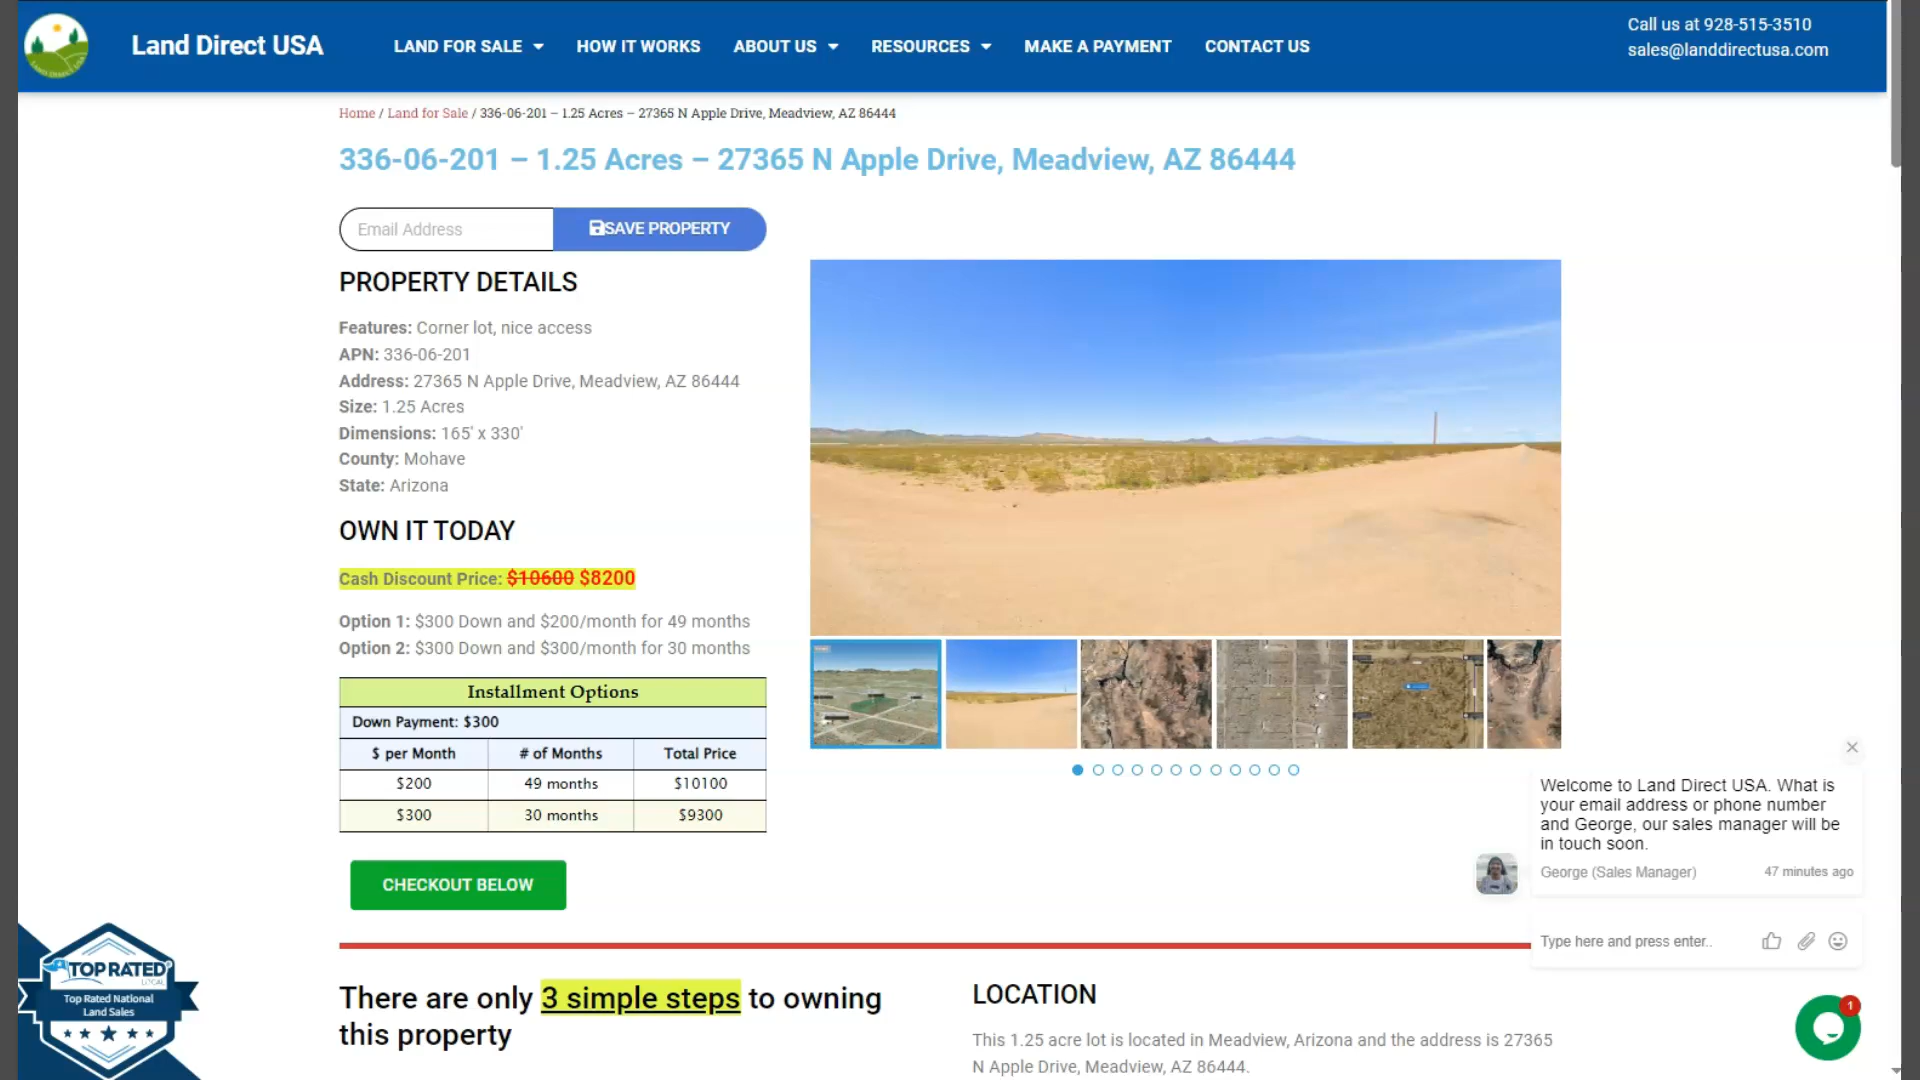 Land Direct USA
LAND FOR SALE
HOW IT WORKS
ABOUT US
RESOURCES
MAKE A PAYMENT
CONTACT US
Call us at 928-515-3510
sales@landdirectusa.com
Home / Land for Sale / 336-06-201 – 1.25 Acres – 27365 N Apple Drive, Meadview, AZ 86444
336-06-201 – 1.25 Acres – 27365 N Apple Drive, Meadview, AZ 86444
Email Address
SAVE PROPERTY
PROPERTY DETAILS
Features: Corner lot, nice access
APN: 336-06-201
Address: 27365 N Apple Drive, Meadview, AZ 86444
Size: 1.25 Acres
Dimensions: 165' x 330'
County: Mohave
State: Arizona
OWN IT TODAY
Cash Discount Price: $10600 $8200
Option 1: $300 Down and $200/month for 49 months
Option 2: $300 Down and $300/month for 30 months
Installment Options
Down Payment: $300
$ per Month # of Months Total Price
$200 49 months $10100
$300 30 months $9300
CHECKOUT BELOW
Welcome to Land Direct USA. What is
your email address or phone number
and George, our sales manager will be
in touch soon.
George (Sales Manager) 47 minutes ago
Type here and press enter..
1
TOP RATED
LOCAL
Top Rated National
Land Sales
There are only 3 simple steps to owning
this property
LOCATION
This 1.25 acre lot is located in Meadview, Arizona and the address is 27365
N Apple Drive, Meadview, AZ 86444.